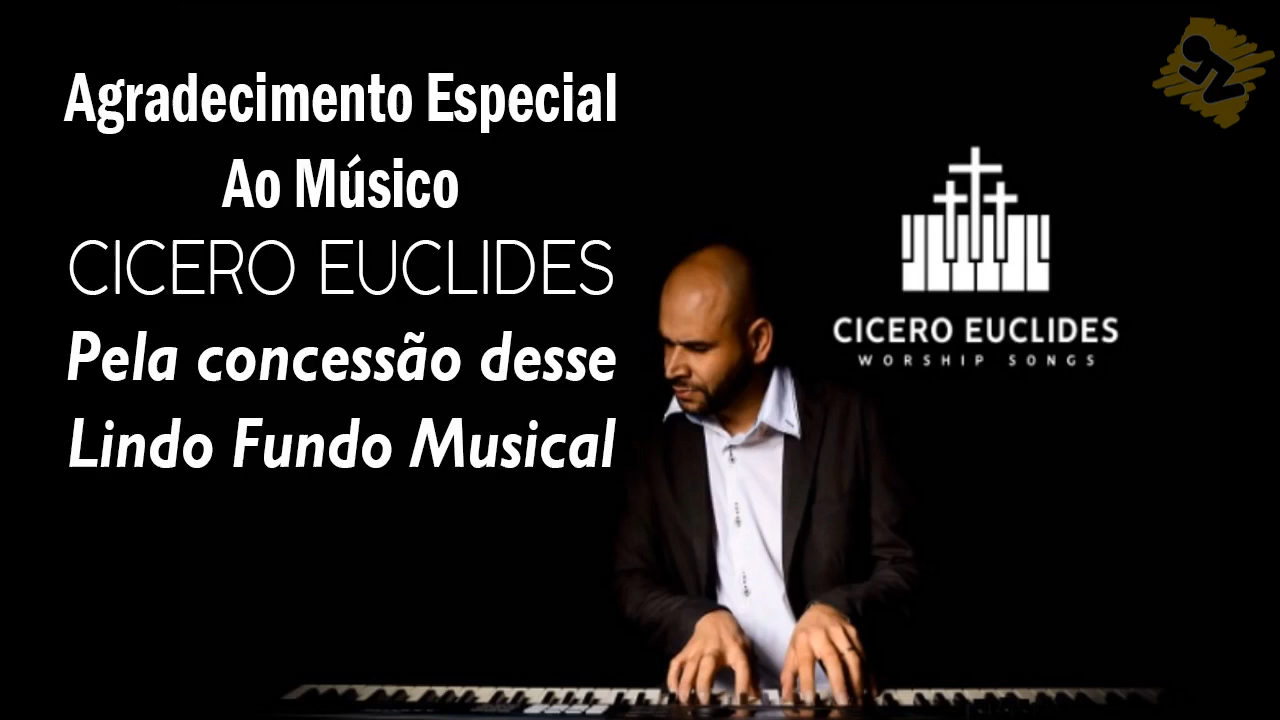 Agradecimento Especial
Ao Músico
CICERO EUCLIDES
Pela concessão desse
Lindo Fundo Musical
CICERO EUCLIDES
WORSHIP SONGS